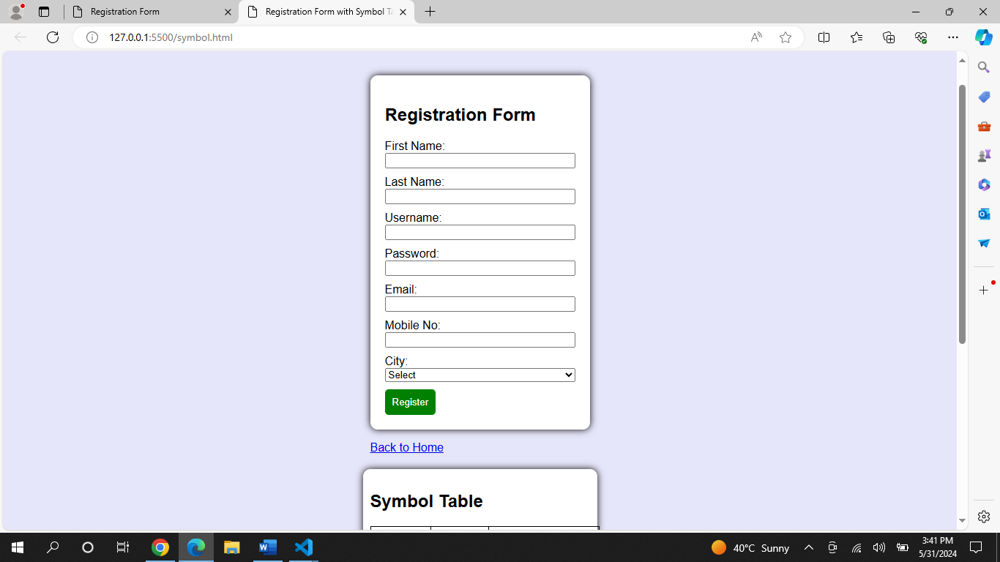 Registration Form
Registration Form with Symbol Ta
127.0.0.1:5500/symbol.html
Registration Form
First Name:
Last Name:
Username:
Password:
Email:
Mobile No:
City:
Select
Register
Back to Home
Symbol Table
40°C Sunny
3:41 PM
5/31/2024